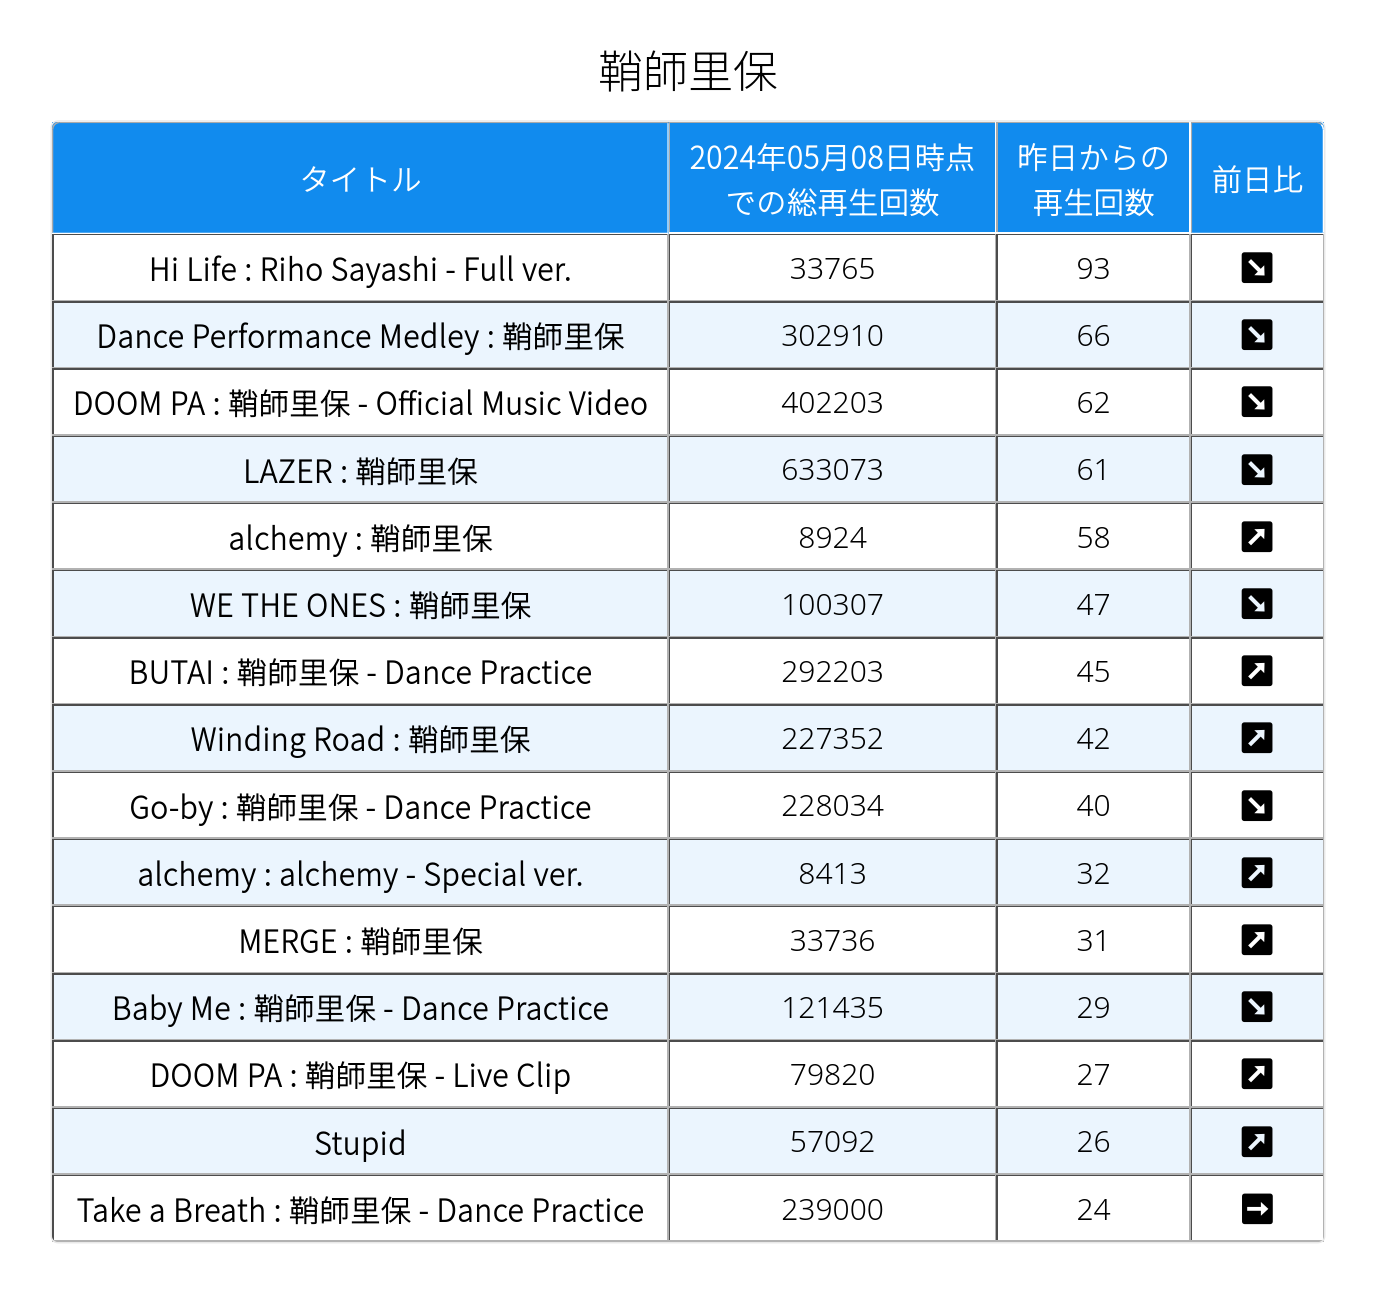 鞘師里保
タイトル
2024年05月08日時点
での総再生回数
昨日からの
再生回数
前日比
Hi Life : Riho Sayashi - Full ver. 33765 93
Dance Performance Medley : 鞘師里保 302910 66
DOOM PA : 鞘師里保 - Official Music Video 402203 62
LAZER : 鞘師里保 633073 61
alchemy : 鞘師里保 8924 58
WE THE ONES : 鞘師里保 100307 47
BUTAI : 鞘師里保 - Dance Practice 292203 45
Winding Road : 鞘師里保 227352 42
Go-by : 鞘師里保 - Dance Practice 228034 40
alchemy : alchemy - Special ver. 8413 32
MERGE : 鞘師里保 33736 31
Baby Me : 鞘師里保 - Dance Practice 121435 29
DOOM PA : 鞘師里保 - Live Clip 79820 27
Stupid 57092 26
Take a Breath : 鞘師里保 - Dance Practice 239000 24